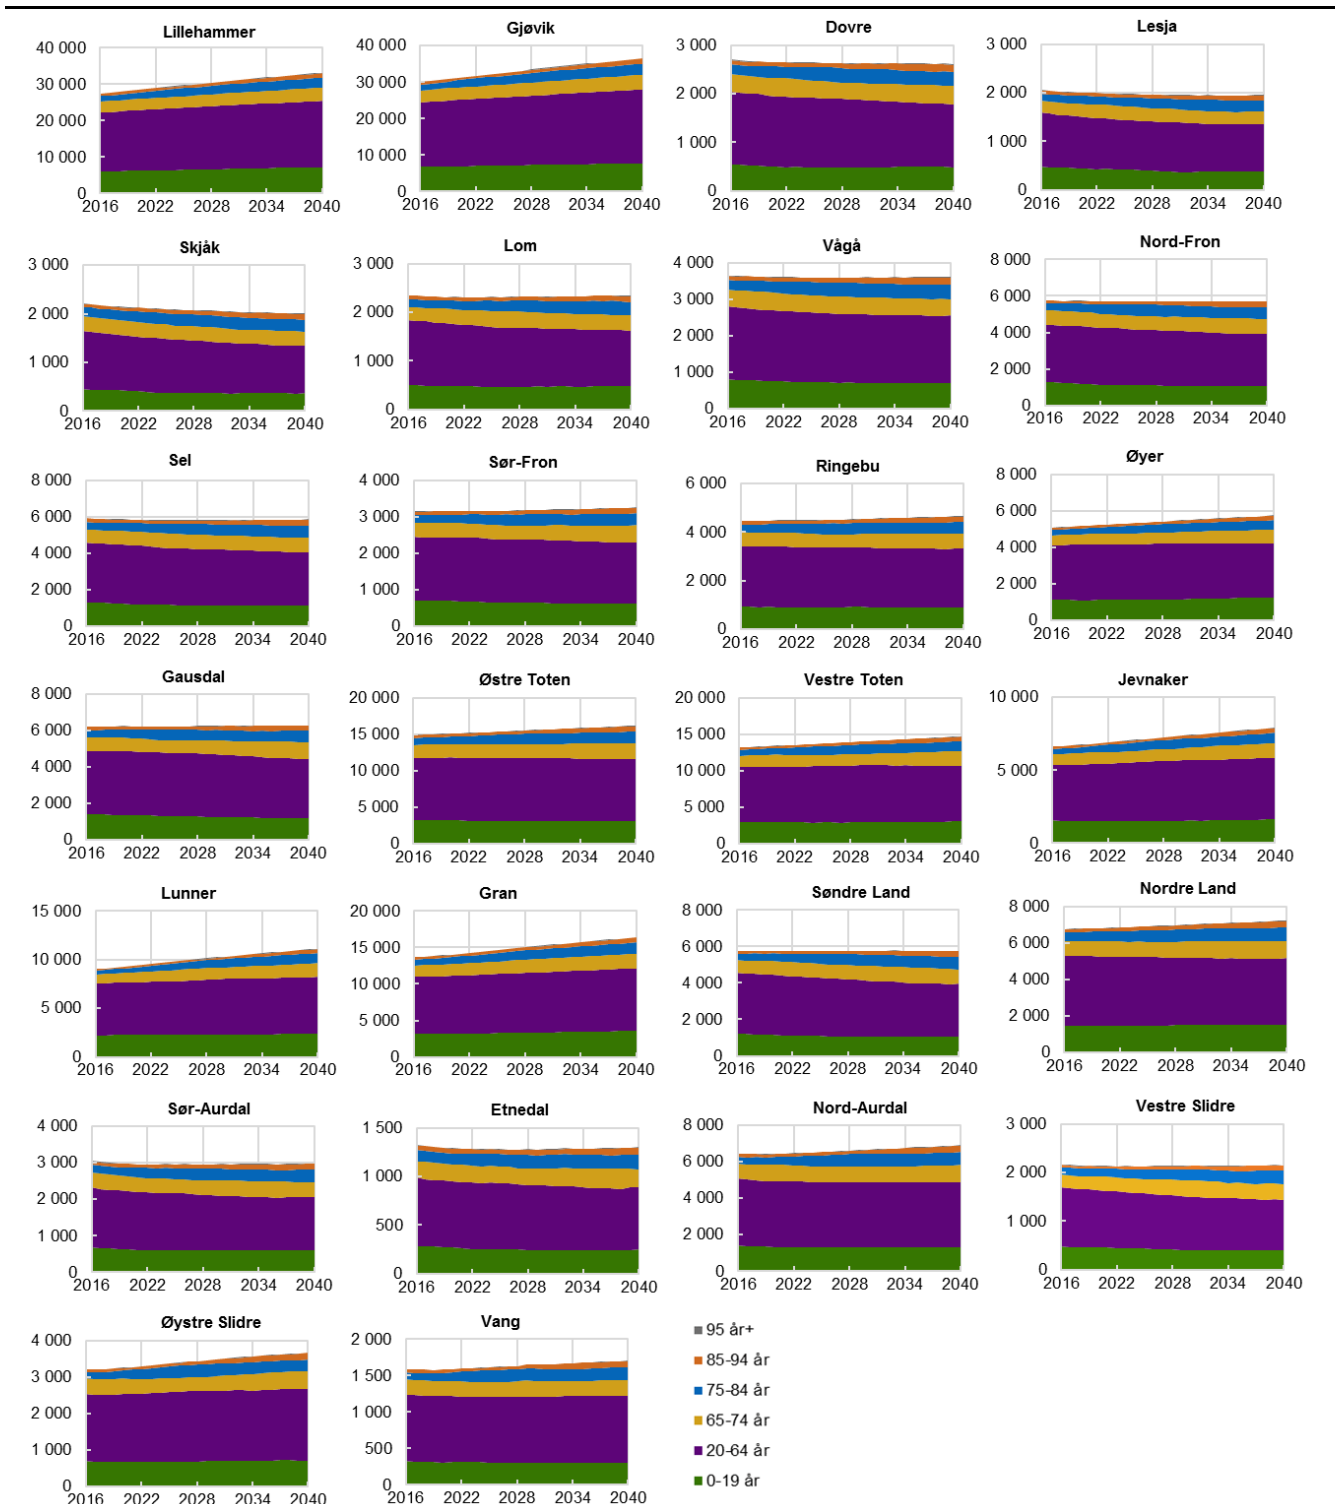 Lillehammer
40 000
30 000
20 000
10 000
0
2016 2022 2028 2034 2040
Gjøvik
40 000
30 000
20 000
10 000
0
2016 2022 2028 2034 2040
Dovre
3 000
2 000
1 000
0
2016 2022 2028 2034 2040
Lesja
3 000
2 000
1 000
0
2016 2022 2028 2034 2040
Skjåk
3 000
2 000
1 000
0
2016 2022 2028 2034 2040
Lom
3 000
2 000
1 000
0
2016 2022 2028 2034 2040
Vågå
4 000
3 000
2 000
1 000
0
2016 2022 2028 2034 2040
Nord-Fron
8 000
6 000
4 000
2 000
0
2016 2022 2028 2034 2040
Sel
8 000
6 000
4 000
2 000
0
2016 2022 2028 2034 2040
Sør-Fron
4 000
3 000
2 000
1 000
0
2016 2022 2028 2034 2040
Ringebu
6 000
4 000
2 000
0
2016 2022 2028 2034 2040
Øyer
8 000
6 000
4 000
2 000
0
2016 2022 2028 2034 2040
Gausdal
8 000
6 000
4 000
2 000
0
2016 2022 2028 2034 2040
Østre Toten
20 000
15 000
10 000
5 000
0
2016 2022 2028 2034 2040
Vestre Toten
20 000
15 000
10 000
5 000
0
2016 2022 2028 2034 2040
Jevnaker
10 000
5 000
0
2016 2022 2028 2034 2040
Lunner
15 000
10 000
5 000
0
2016 2022 2028 2034 2040
Gran
20 000
15 000
10 000
5 000
0
2016 2022 2028 2034 2040
Søndre Land
8 000
6 000
4 000
2 000
0
2016 2022 2028 2034 2040
Nordre Land
8 000
6 000
4 000
2 000
0
2016 2022 2028 2034 2040
Sør-Aurdal
4 000
3 000
2 000
1 000
0
2016 2022 2028 2034 2040
Etnedal
1 500
1 000
500
0
2016 2022 2028 2034 2040
Nord-Aurdal
8 000
6 000
4 000
2 000
0
2016 2022 2028 2034 2040
Vestre Slidre
3 000
2 000
1 000
0
2016 2022 2028 2034 2040
Øystre Slidre
4 000
3 000
2 000
1 000
0
2016 2022 2028 2034 2040
Vang
2 000
1 500
1 000
500
0
2016 2022 2028 2034 2040
95 år+
85-94 år
75-84 år
65-74 år
20-64 år
0-19 år